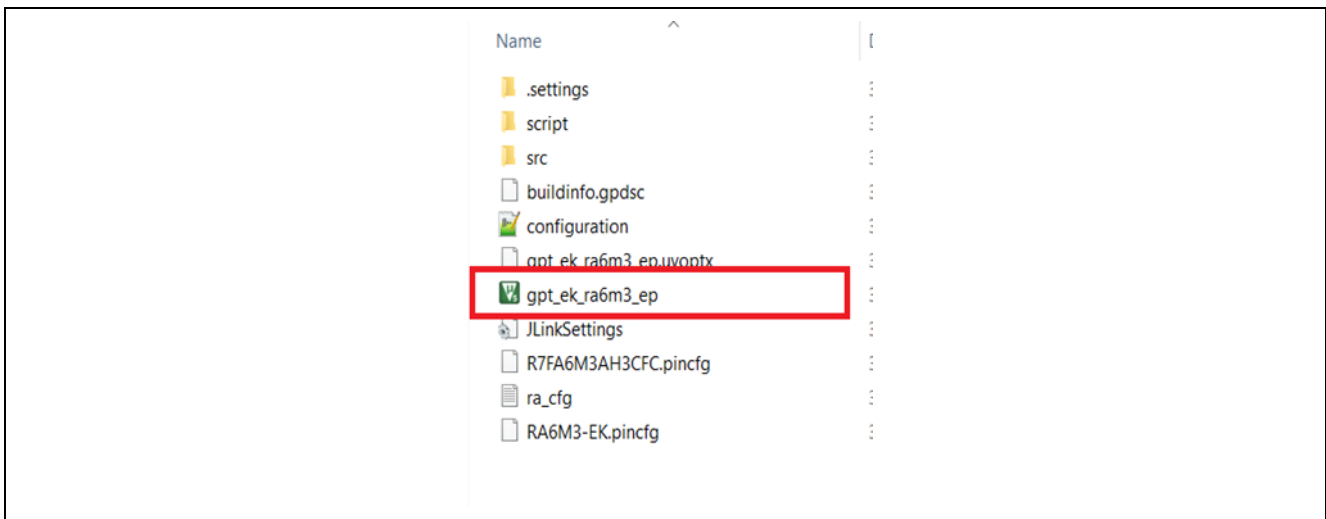 Name
.settings
script
src
buildinfo.gpdsc
configuration
gpt_ek_ra6m3_ep.uvoptx
gpt_ek_ra6m3_ep
JLinkSettings
R7FA6M3AH3CFC.pincfg
ra_cfg
RA6M3-EK.pincfg